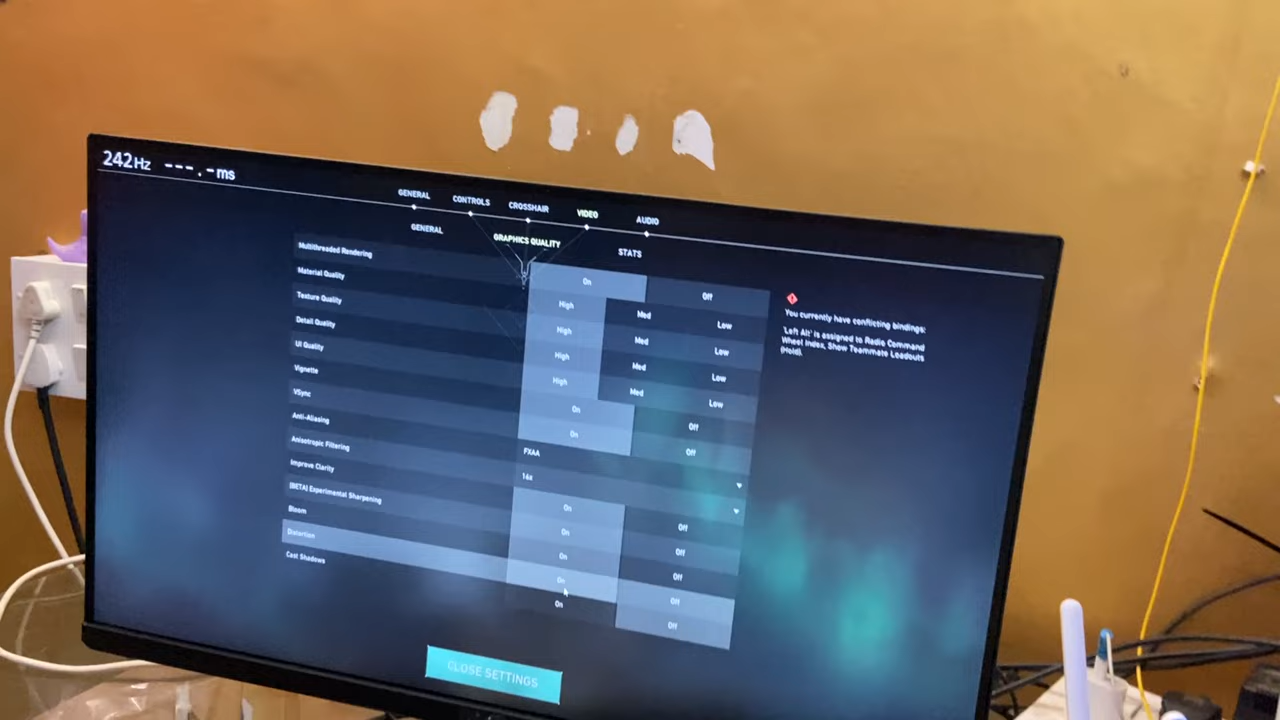 242Hz ---.-ms
GENERAL CONTROLS CROSSHAIR VIDEO AUDIO
GENERAL GRAPHICS QUALITY STATS
Multithreaded Rendering On Off
Material Quality High Med Low
Texture Quality High Med Low
Detail Quality High Med Low
UI Quality High Med Low
Vignette On Off
VSync On Off
Anti-Aliasing FXAA
Anisotropic Filtering 16x
Improve Clarity On Off
[BETA] Experimental Sharpening On Off
Bloom On Off
Distortion On Off
Cast Shadows On Off
You currently have conflicting bindings:
'Left Alt' is assigned to Radio Command
Wheel Index, Show Teammate Loadouts
(Hold).
CLOSE SETTINGS